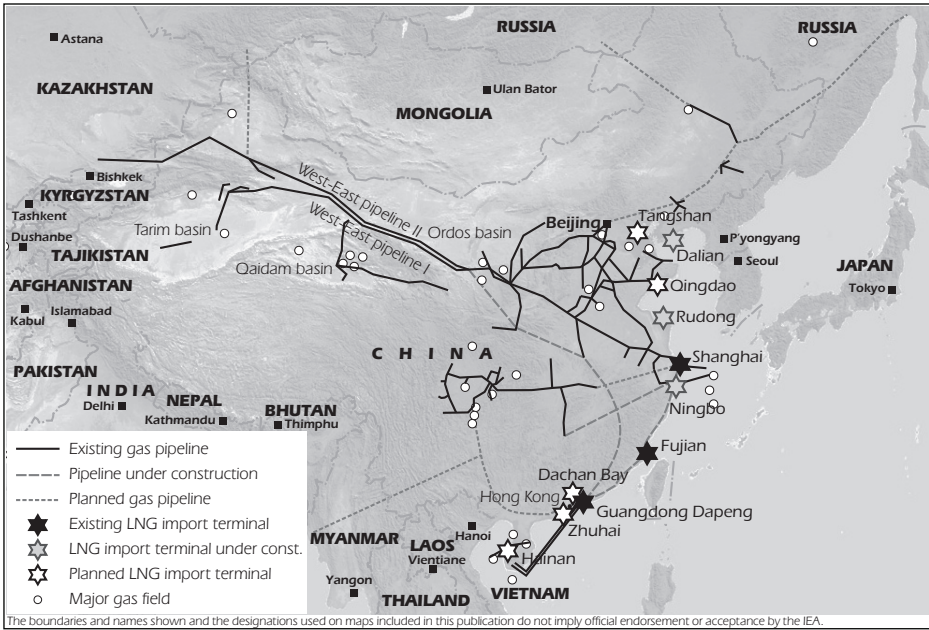 RUSSIA
RUSSIA
Astana
KAZAKHSTAN
Ulan Bator
MONGOLIA
Bishkek
KYRGYZSTAN
Tashkent
Dushanbe
TAJIKISTAN
AFGHANISTAN
Kabul
Islamabad
PAKISTAN
INDIA
Delhi
NEPAL
Kathmandu
BHUTAN
Thimphu
West-East pipeline II
West-East pipeline I
Tarim basin
Qaidam basin
Ordos basin
Beijing
Tangshan
Dalian
P'yongyang
Seoul
JAPAN
Tokyo
Qingdao
Rudong
CHINA
Shanghai
Ningbo
Fujian
Dachan Bay
Hong Kong
Guangdong Dapeng
Zhuhai
Hanoi
Hainan
MYANMAR
LAOS
Vientiane
Yangon
THAILAND
VIETNAM
Existing gas pipeline
Pipeline under construction
Planned gas pipeline
Existing LNG import terminal
LNG import terminal under const.
Planned LNG import terminal
Major gas field
The boundaries and names shown and the designations used on maps included in this publication do not imply official endorsement or acceptance by the IEA.